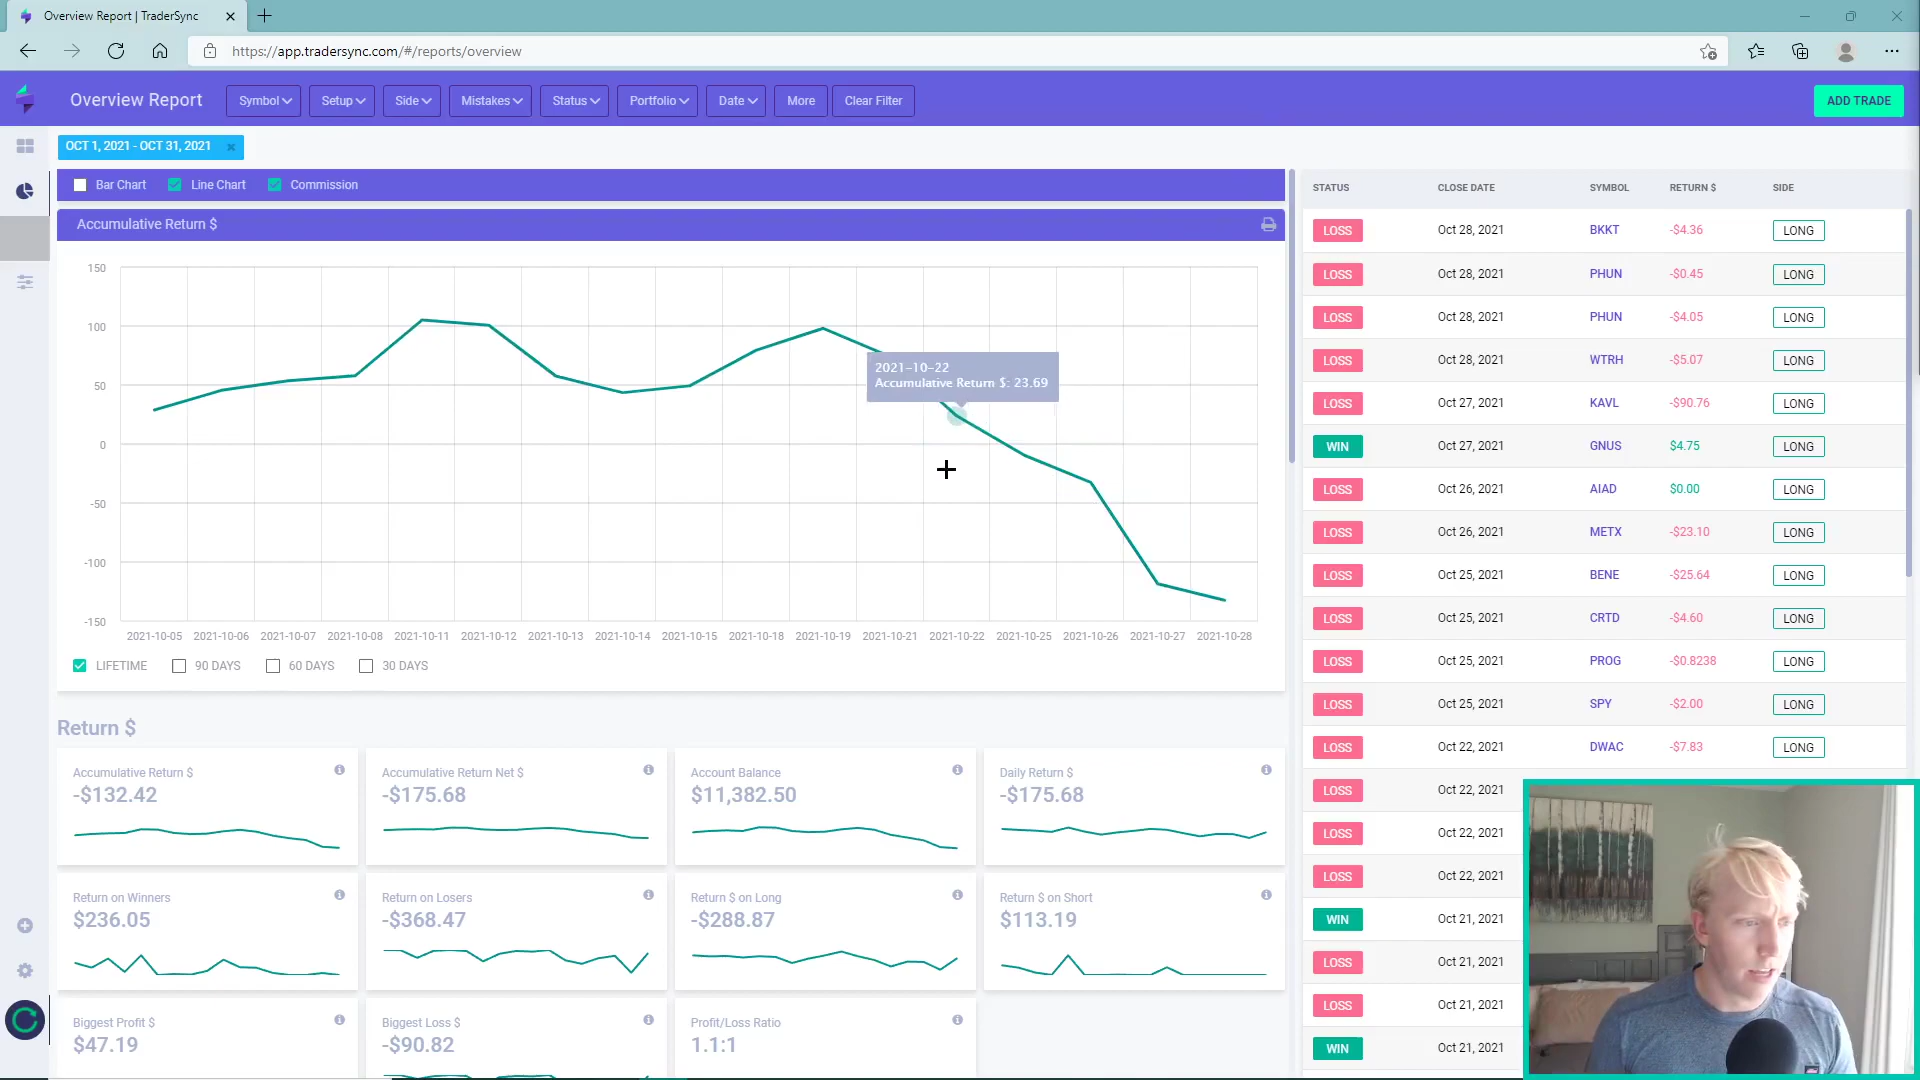 Overview Report | TraderSync
https://app.tradersync.com/#/reports/overview
Overview Report
Symbol
Setup
Side
Mistakes
Status
Portfolio
Date
More
Clear Filter
ADD TRADE
OCT 1, 2021 - OCT 31, 2021
Bar Chart
Line Chart
Commission
Accumulative Return $
150
100
50
0
-50
-100
-150
2021-10-22
Accumulative Return $: 23.69
2021-10-05 2021-10-06 2021-10-07 2021-10-08 2021-10-11 2021-10-12 2021-10-13 2021-10-14 2021-10-15 2021-10-18 2021-10-19 2021-10-21 2021-10-22 2021-10-25 2021-10-26 2021-10-27 2021-10-28
LIFETIME 90 DAYS 60 DAYS 30 DAYS
Return $
Accumulative Return $
-$132.42
Accumulative Return Net $
-$175.68
Account Balance
$11,382.50
Daily Return $
-$175.68
Return on Winners
$236.05
Return on Losers
-$368.47
Return $ on Long
-$288.87
Return $ on Short
$113.19
Biggest Profit $
$47.19
Biggest Loss $
-$90.82
Profit/Loss Ratio
1.1:1
STATUS CLOSE DATE SYMBOL RETURN $ SIDE
LOSS Oct 28, 2021 BKKT -$4.36 LONG
LOSS Oct 28, 2021 PHUN -$0.45 LONG
LOSS Oct 28, 2021 PHUN -$4.05 LONG
LOSS Oct 28, 2021 WTRH -$5.07 LONG
LOSS Oct 27, 2021 KAVL -$90.76 LONG
WIN Oct 27, 2021 GNUS $4.75 LONG
LOSS Oct 26, 2021 AIAD $0.00 LONG
LOSS Oct 26, 2021 METX -$23.10 LONG
LOSS Oct 25, 2021 BENE -$25.64 LONG
LOSS Oct 25, 2021 CRTD -$4.60 LONG
LOSS Oct 25, 2021 PROG -$0.8238 LONG
LOSS Oct 25, 2021 SPY -$2.00 LONG
LOSS Oct 22, 2021 DWAC -$7.83 LONG
LOSS Oct 22, 2021
LOSS Oct 22, 2021
LOSS Oct 22, 2021
WIN Oct 21, 2021
LOSS Oct 21, 2021
LOSS Oct 21, 2021
WIN Oct 21, 2021